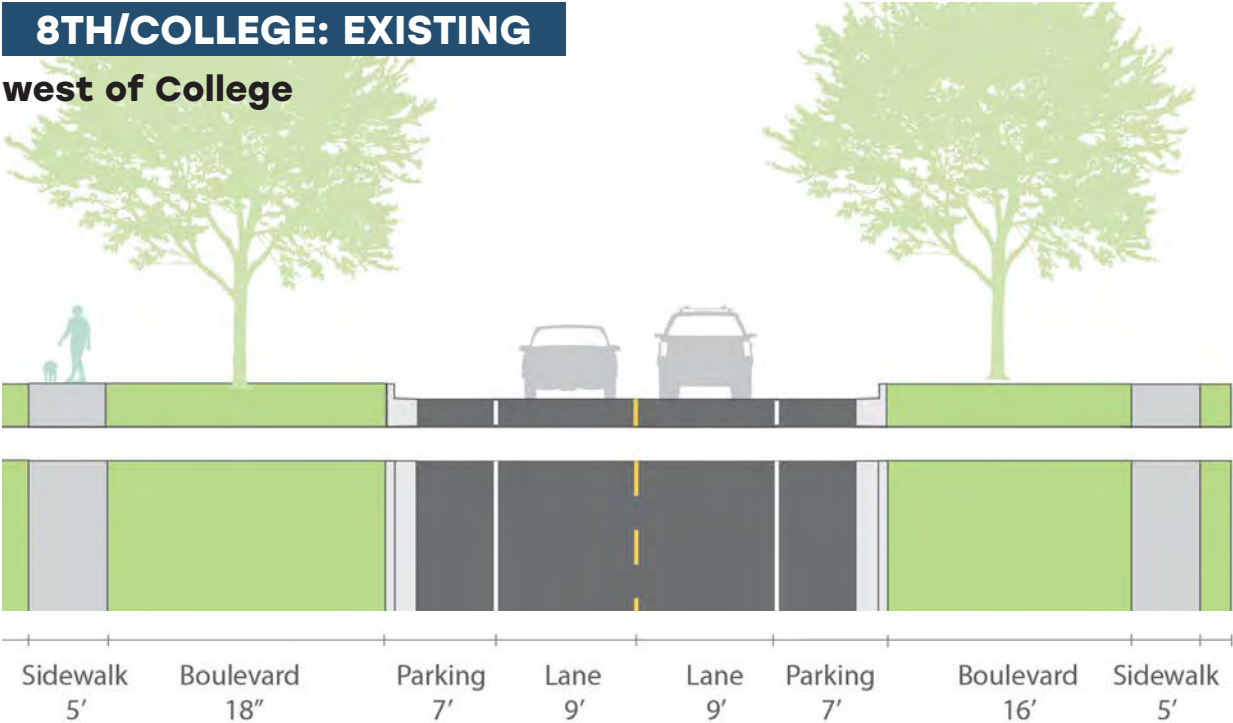 8TH/COLLEGE: EXISTING
west of College
Sidewalk Boulevard Parking Lane Lane Parking Boulevard Sidewalk
5’ 18” 7’ 9’ 9’ 7’ 16’ 5’